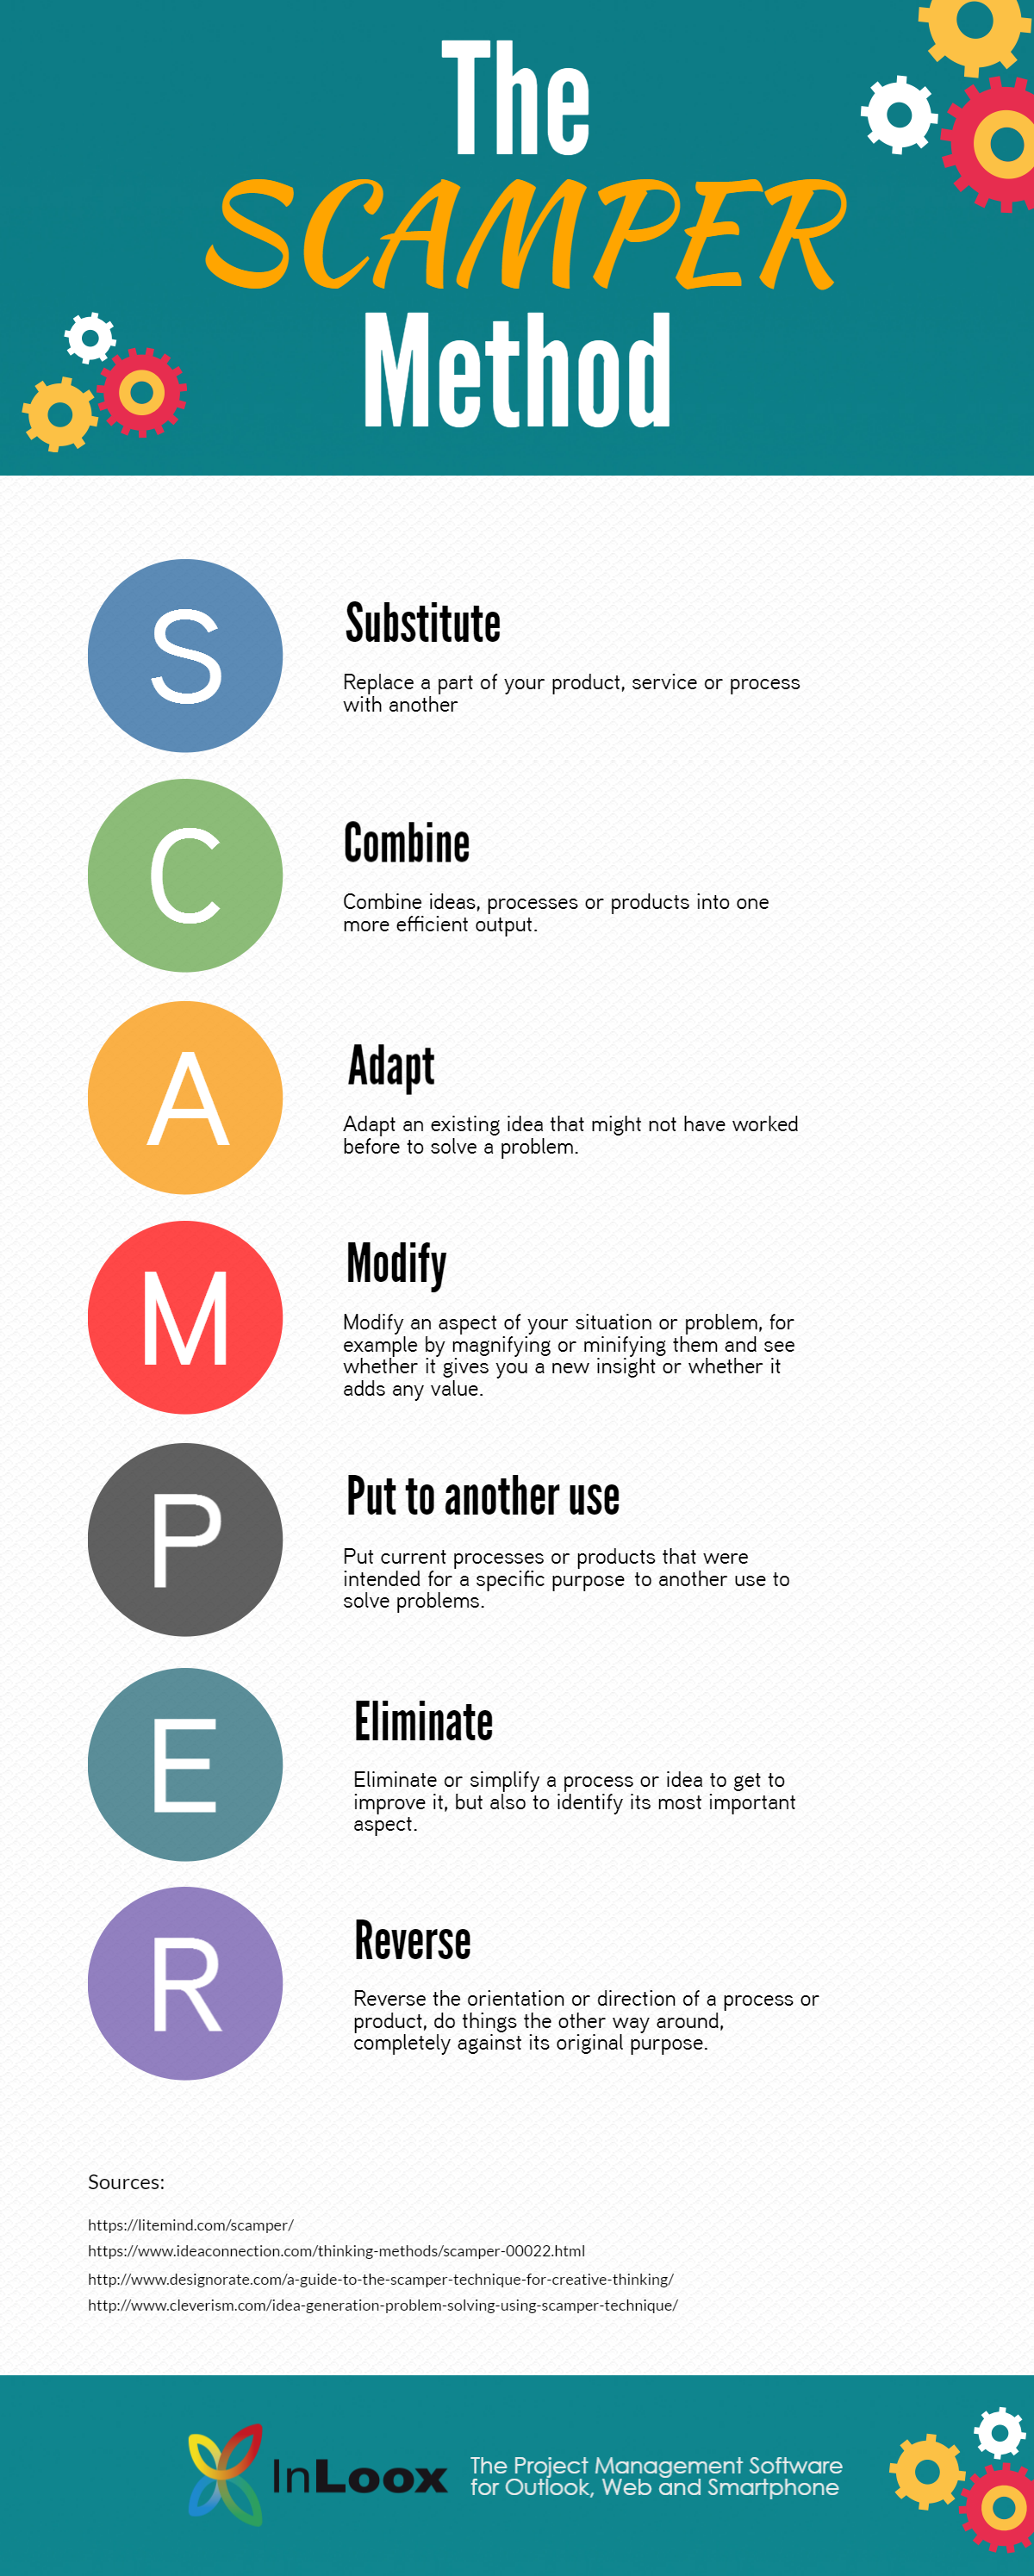 The
SCAMPER
Method
S
Substitute
Replace a part of your product, service or process
with another
C
Combine
Combine ideas, processes or products into one
more efficient output.
A
Adapt
Adapt an existing idea that might not have worked
before to solve a problem.
M
Modify
Modify an aspect of your situation or problem, for
example by magnifying or minifying them and see
whether it gives you a new insight or whether it
adds any value.
P
Put to another use
Put current processes or products that were
intended for a specific purpose to another use to
solve problems.
E
Eliminate
Eliminate or simplify a process or idea to get to
improve it, but also to identify its most important
aspect.
R
Reverse
Reverse the orientation or direction of a process or
product, do things the other way around,
completely against its original purpose.
Sources:
https://litemind.com/scamper/
https://www.ideaconnection.com/thinking-methods/scamper-00022.html
http://www.designorate.com/a-guide-to-the-scamper-technique-for-creative-thinking/
http://www.cleverism.com/idea-generation-problem-solving-using-scamper-technique/
InLoox
The Project Management Software
for Outlook, Web and Smartphone